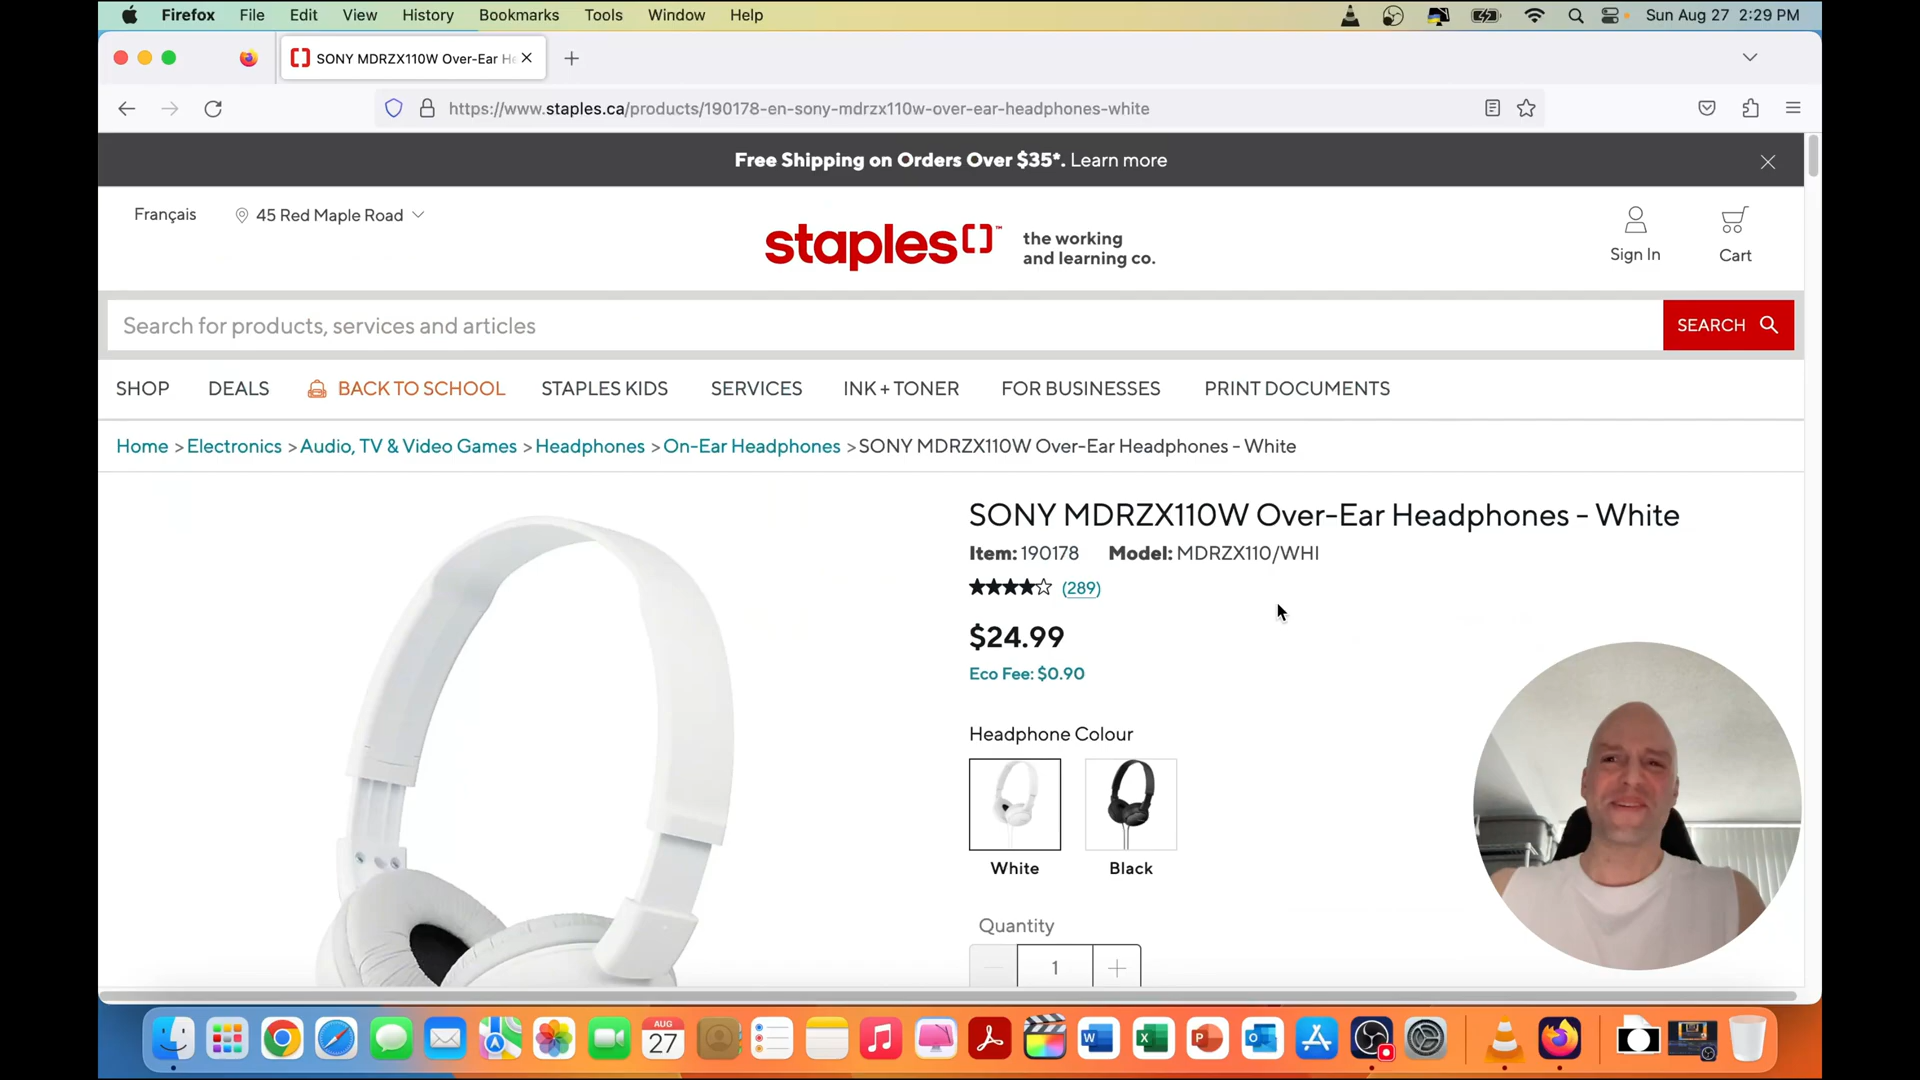 Firefox File Edit View History Bookmarks Tools Window Help Sun Aug 27 2:29 PM
SONY MDRZX110W Over-Ear He
https://www.staples.ca/products/190178-en-sony-mdrzx110w-over-ear-headphones-white
Free Shipping on Orders Over $35*. Learn more
Français 45 Red Maple Road
staples™ the working
and learning co.
Sign In Cart
Search for products, services and articles SEARCH
SHOP DEALS BACK TO SCHOOL STAPLES KIDS SERVICES INK + TONER FOR BUSINESSES PRINT DOCUMENTS
Home > Electronics > Audio, TV & Video Games > Headphones > On-Ear Headphones > SONY MDRZX110W Over-Ear Headphones - White
SONY MDRZX110W Over-Ear Headphones - White
Item: 190178 Model: MDRZX110/WHI
(289)
$24.99
Eco Fee: $0.90
Headphone Colour
White Black
Quantity
1
AUG
27
W X P O